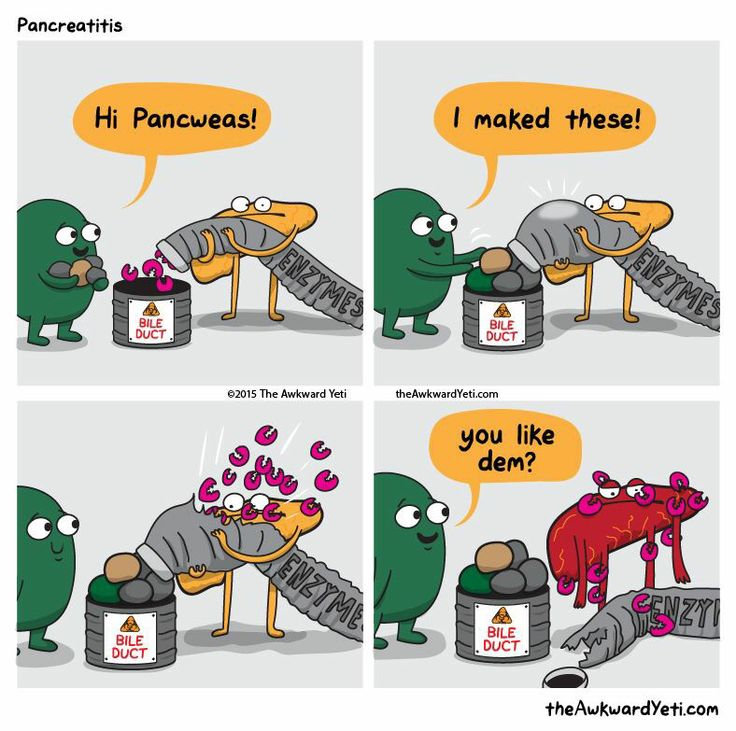 Pancreatitis
Hi Pancweas!
ENZYMES
BILE
DUCT
I maked these!
ENZYMES
BILE
DUCT
©2015 The Awkward Yeti
theAwkwardYeti.com
ENZYME
BILE
DUCT
you like
dem?
ENZY
BILE
DUCT
theAwkwardYeti.com